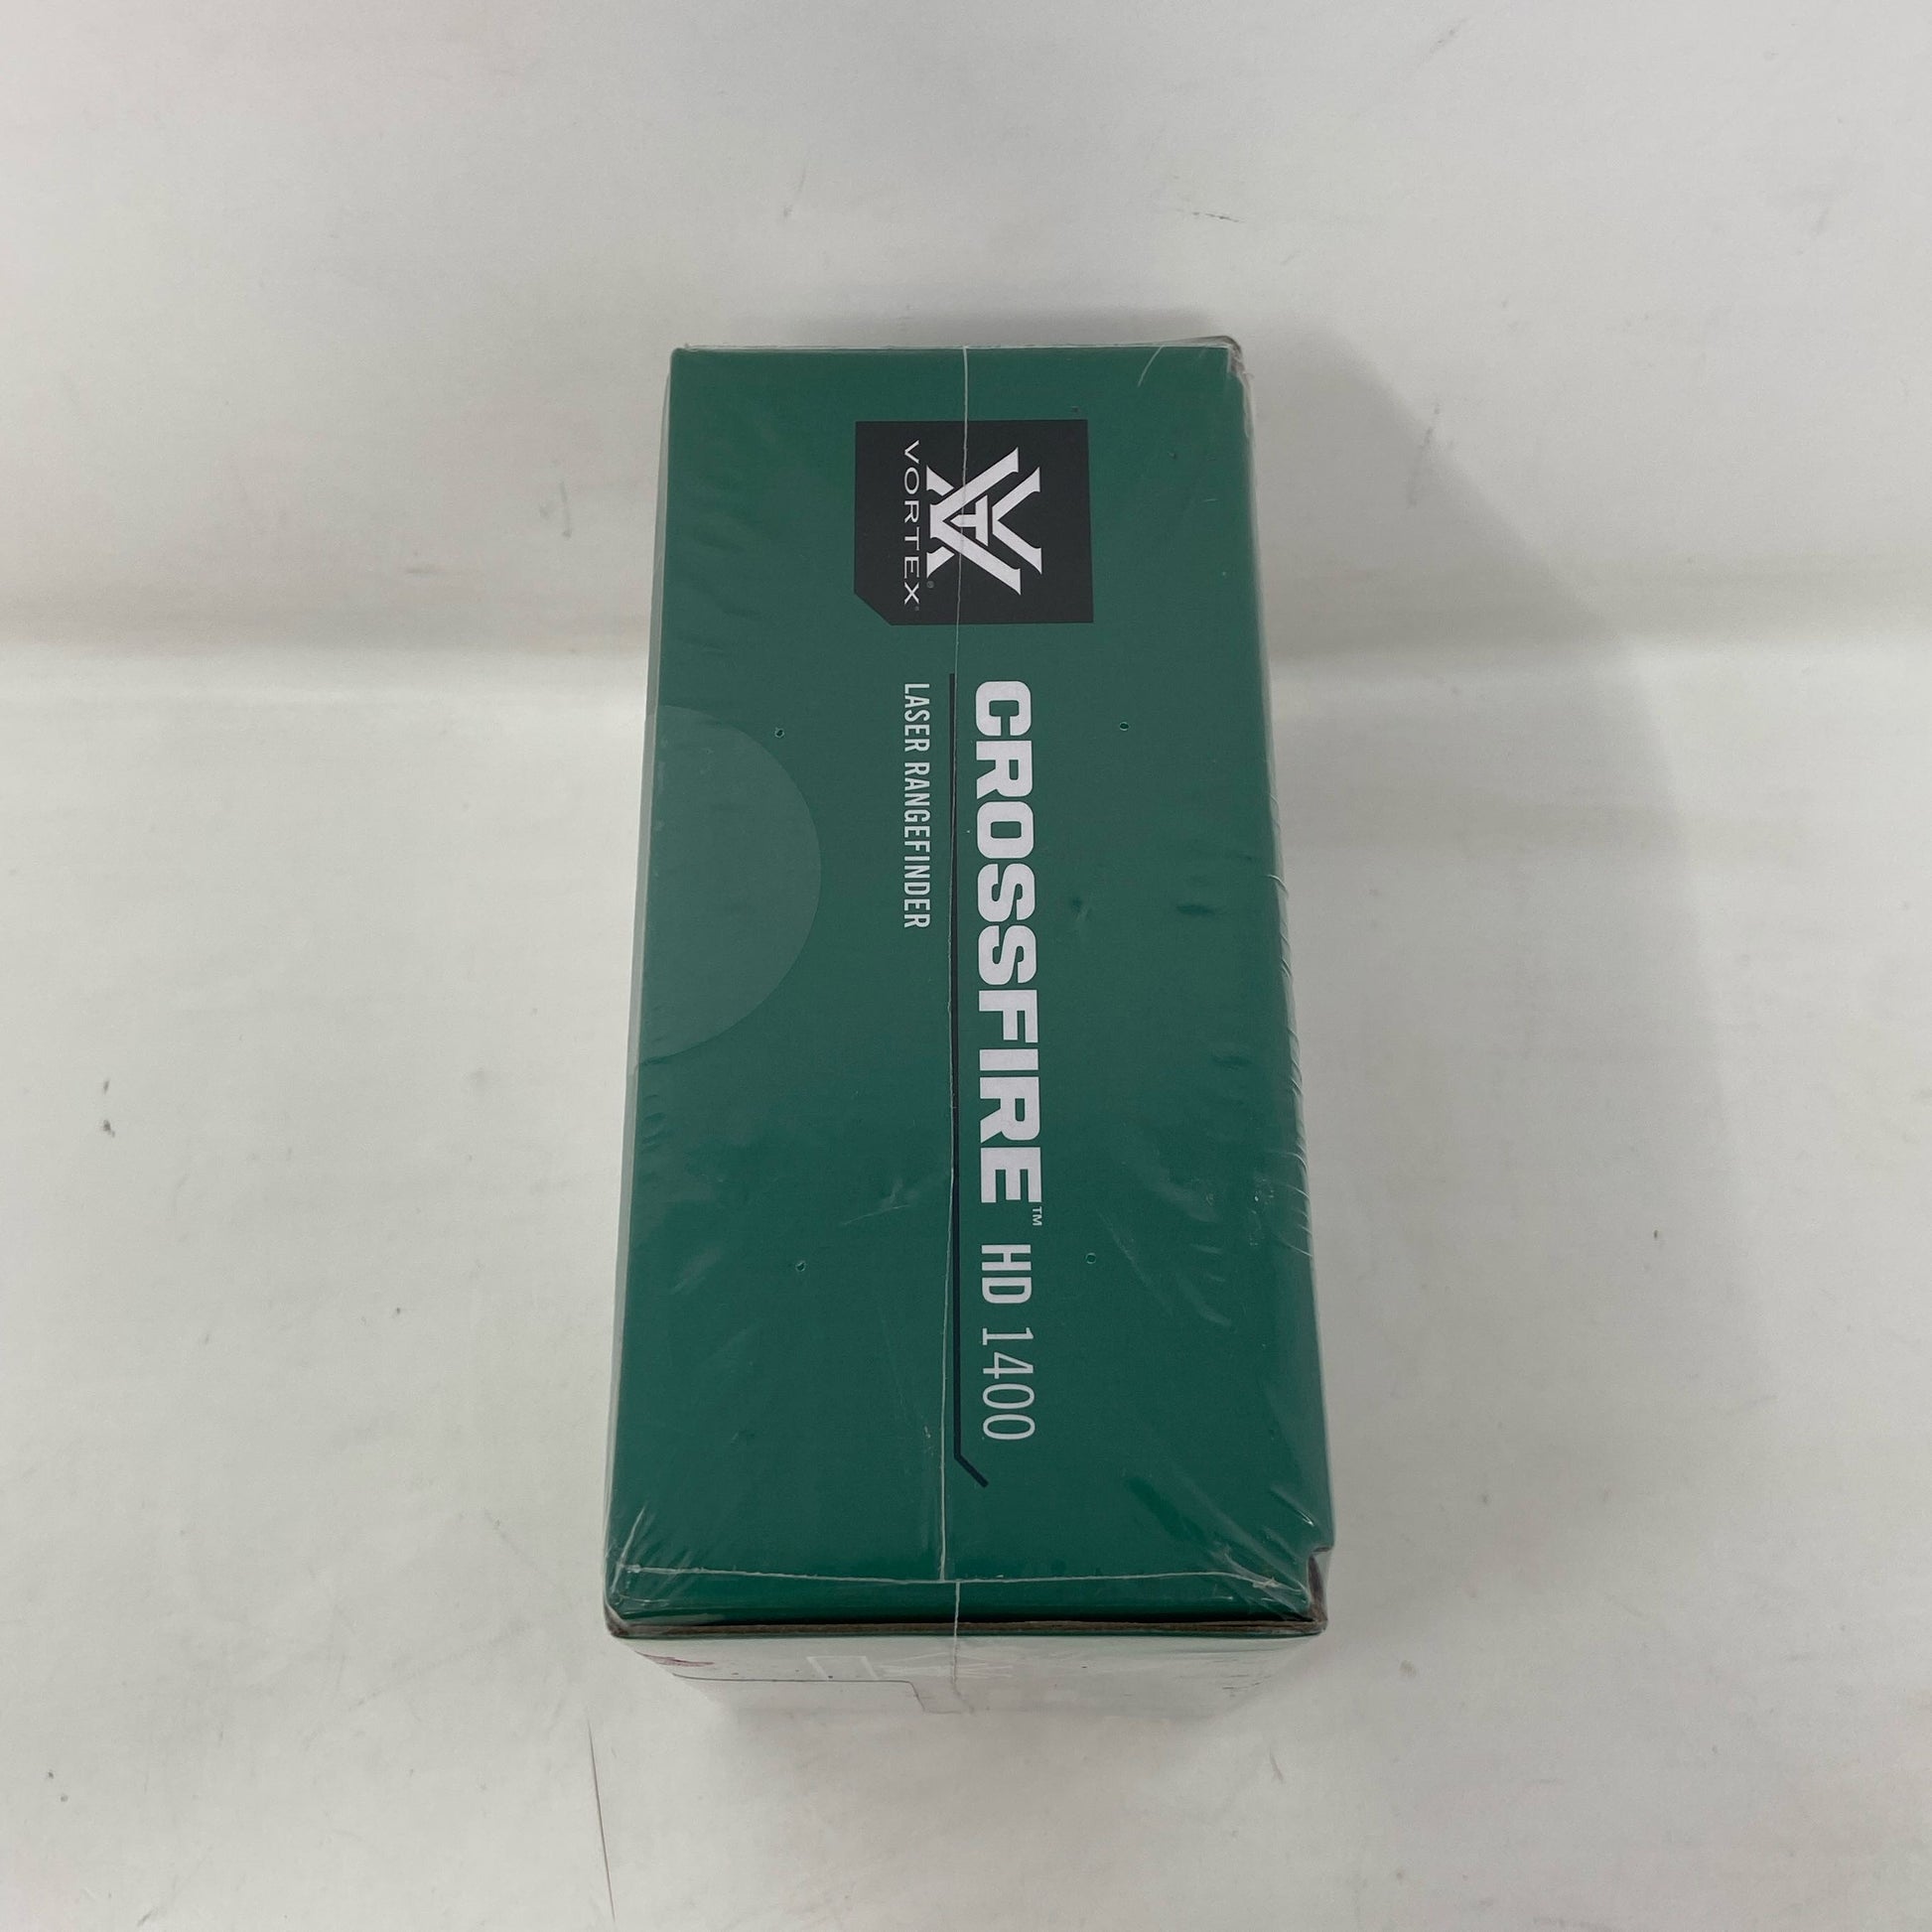 VORTEX®
CROSSFIRE™ HD 1400
LASER RANGEFINDER